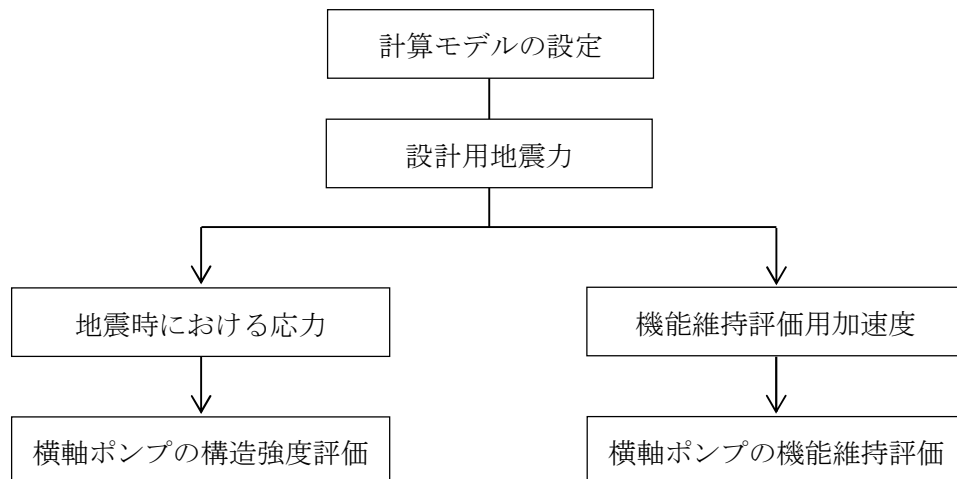 計算モデルの設定
設計用地震力
地震時における応力
機能維持評価用加速度
横軸ポンプの構造強度評価
横軸ポンプの機能維持評価